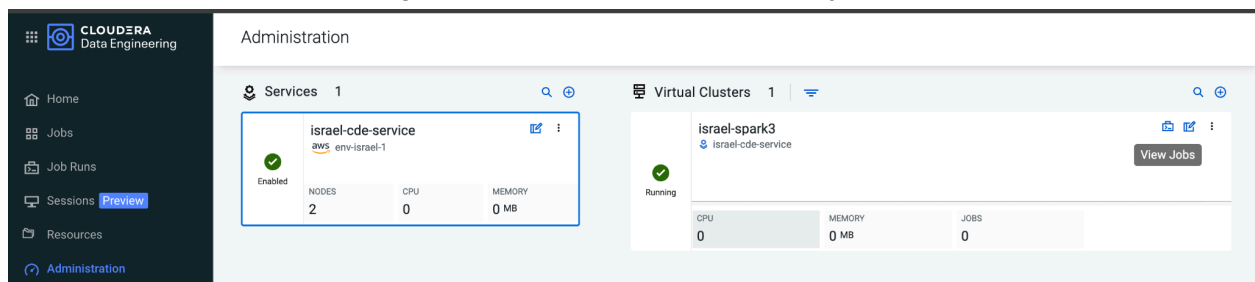 CLOUDERA
Data Engineering
Administration
Home
Jobs
Job Runs
Sessions Preview
Resources
Administration
Services 1
israel-cde-service
aws env-israel-1
Enabled
NODES CPU MEMORY
2 0 0 MB
Virtual Clusters 1
israel-spark3
israel-cde-service
View Jobs
Running
CPU MEMORY JOBS
0 0 MB 0